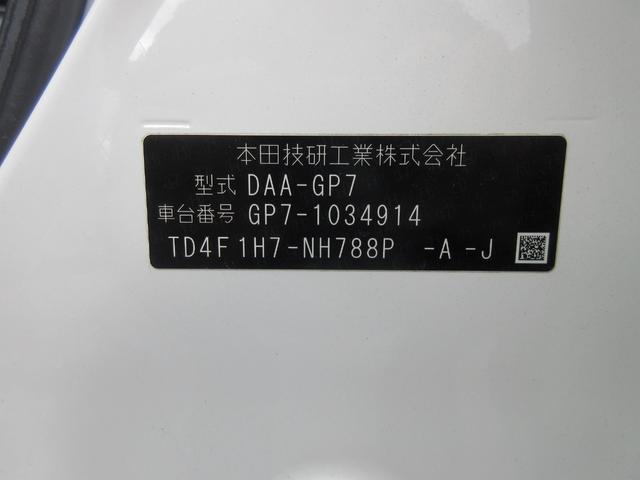 本田技研工業株式会社
型式 DAA-GP7
車台番号 GP7-1034914
TD4F1H7-NH788P -A -J